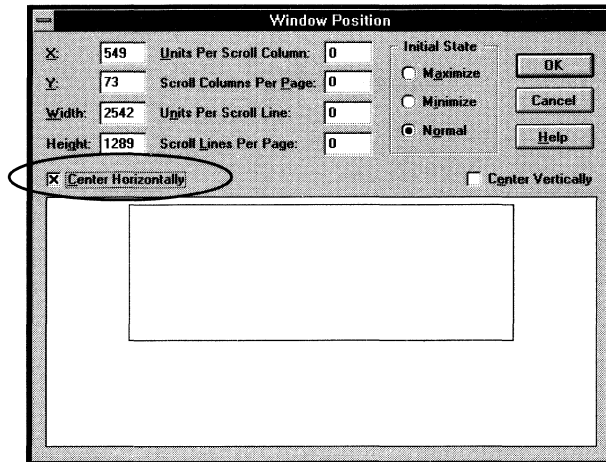 Window Position
X: 549 Units Per Scroll Column: 0
Y: 73 Scroll Columns Per Page: 0
Width: 2542 Units Per Scroll Line: 0
Height: 1289 Scroll Lines Per Page: 0
Initial State
Maximize
Minimize
Normal
OK
Cancel
Help
Center Horizontally
Center Vertically